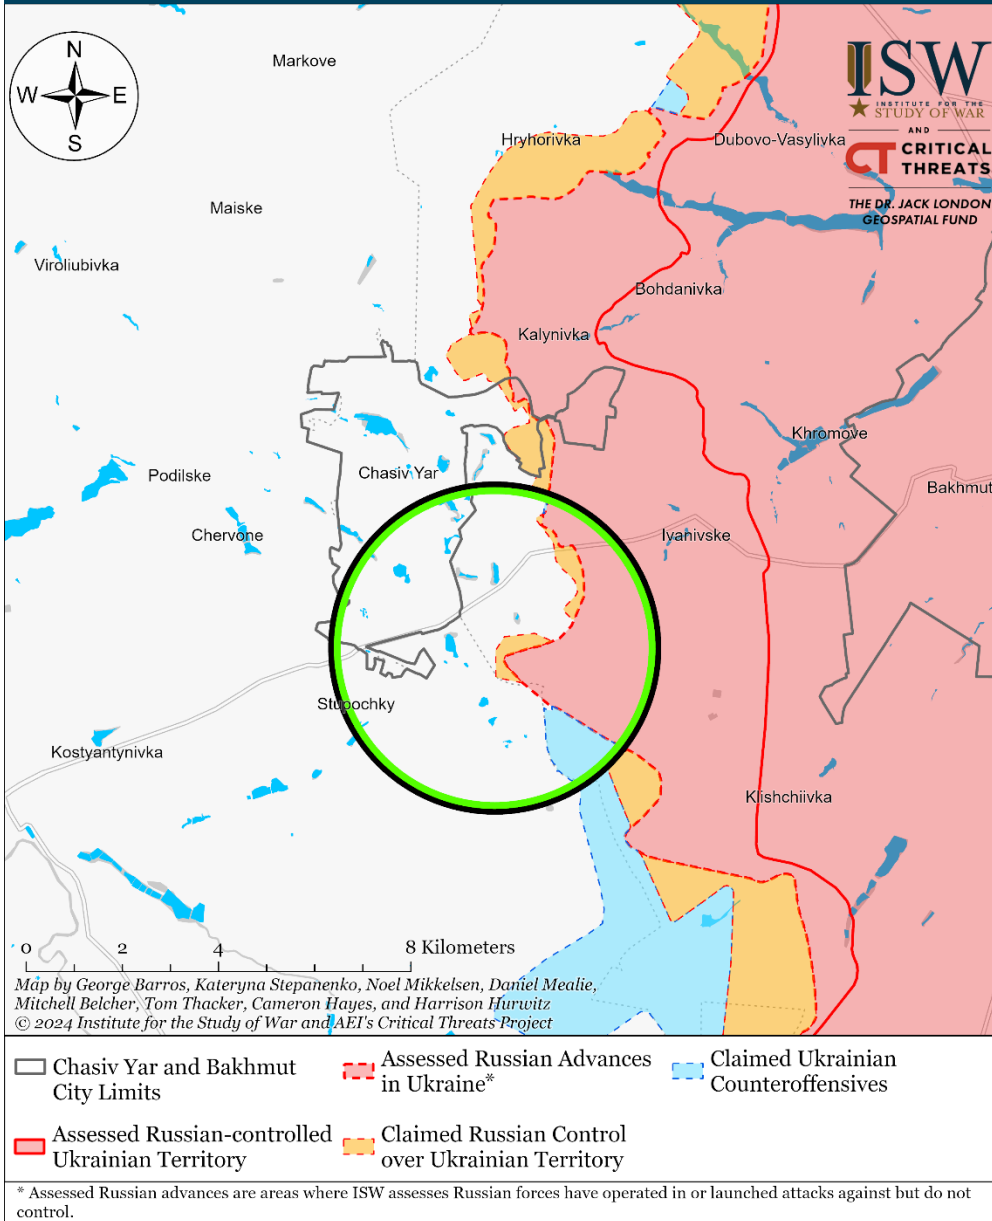 N
W
E
S
ISW
INSTITUTE FOR THE
STUDY OF WAR
AND
CT CRITICAL
THREATS
THE DR. JACK LONDON
GEOSPATIAL FUND
Markove
Hryhorivka
Dubovo-Vasylivka
Maiske
Viroliubivka
Bohdanivka
Kalynivka
Khromove
Podilske
Chasiv Yar
Bakhmut
Chervone
Ivanivske
Stupochky
Kostyantynivka
Klishchiivka
0 2 4 8 Kilometers
Map by George Barros, Kateryna Stepanenko, Noel Mikkelsen, Daniel Mealie,
Mitchell Belcher, Tom Thacker, Cameron Hayes, and Harrison Hurwitz
© 2024 Institute for the Study of War and AEI's Critical Threats Project
Chasiv Yar and Bakhmut
City Limits
Assessed Russian Advances
in Ukraine*
Claimed Ukrainian
Counteroffensives
Assessed Russian-controlled
Ukrainian Territory
Claimed Russian Control
over Ukrainian Territory
* Assessed Russian advances are areas where ISW assesses Russian forces have operated in or launched attacks against but do not
control.